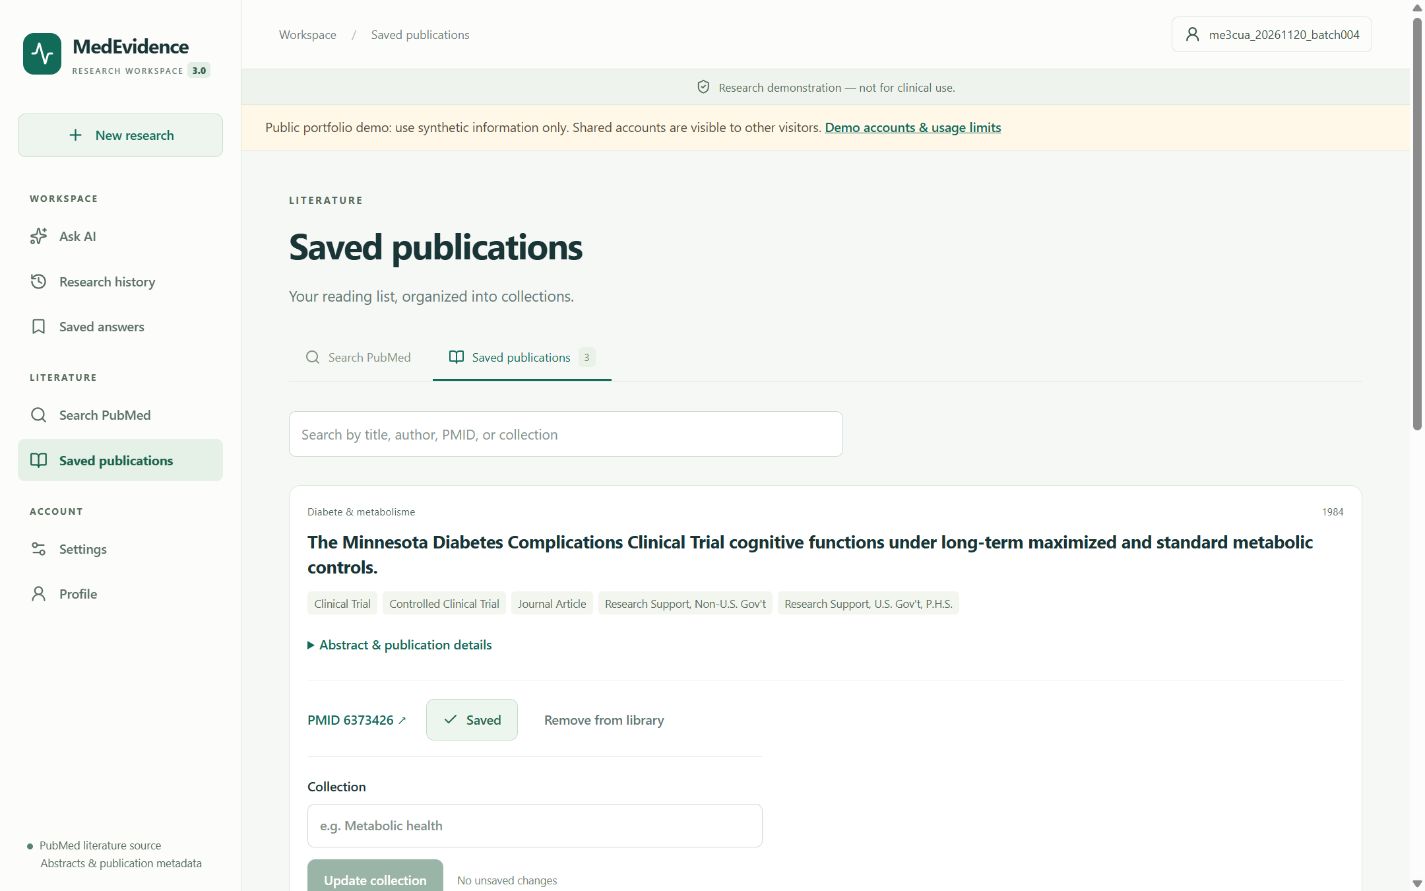 MedEvidence
RESEARCH WORKSPACE 3.0
New research
WORKSPACE
Ask AI
Research history
Saved answers
LITERATURE
Search PubMed
Saved publications
ACCOUNT
Settings
Profile
PubMed literature source
Abstracts & publication metadata
Workspace / Saved publications
me3cua_20261120_batch004
Research demonstration — not for clinical use.
Public portfolio demo: use synthetic information only. Shared accounts are visible to other visitors. Demo accounts & usage limits
LITERATURE
Saved publications
Your reading list, organized into collections.
Search PubMed
Saved publications 3
Search by title, author, PMID, or collection
Diabete & metabolisme
1984
The Minnesota Diabetes Complications Clinical Trial cognitive functions under long-term maximized and standard metabolic
controls.
Clinical Trial
Controlled Clinical Trial
Journal Article
Research Support, Non-U.S. Gov't
Research Support, U.S. Gov't, P.H.S.
Abstract & publication details
PMID 6373426 ↗
Saved
Remove from library
Collection
e.g. Metabolic health
Update collection
No unsaved changes